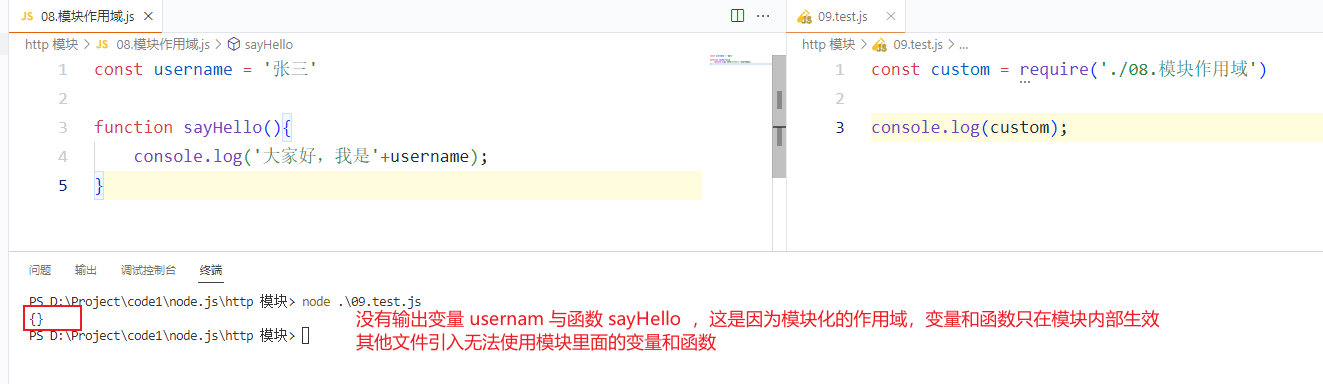 JS 08.模块作用域.js ×
http 模块 > JS 08.模块作用域.js > sayHello
1 const username = '张三'
2
3 function sayHello(){
4 console.log('大家好，我是'+username);
5 }
JS 09.test.js ×
http 模块 > JS 09.test.js > ...
1 const custom = require('./08.模块作用域')
2
3 console.log(custom);
问题 输出 调试控制台 终端
PS D:\Project\code1\node.js\http 模块> node .\09.test.js
{}
PS D:\Project\code1\node.js\http 模块>
没有输出变量 usernam 与函数 sayHello ，这是因为模块化的作用域，变量和函数只在模块内部生效
其他文件引入无法使用模块里面的变量和函数